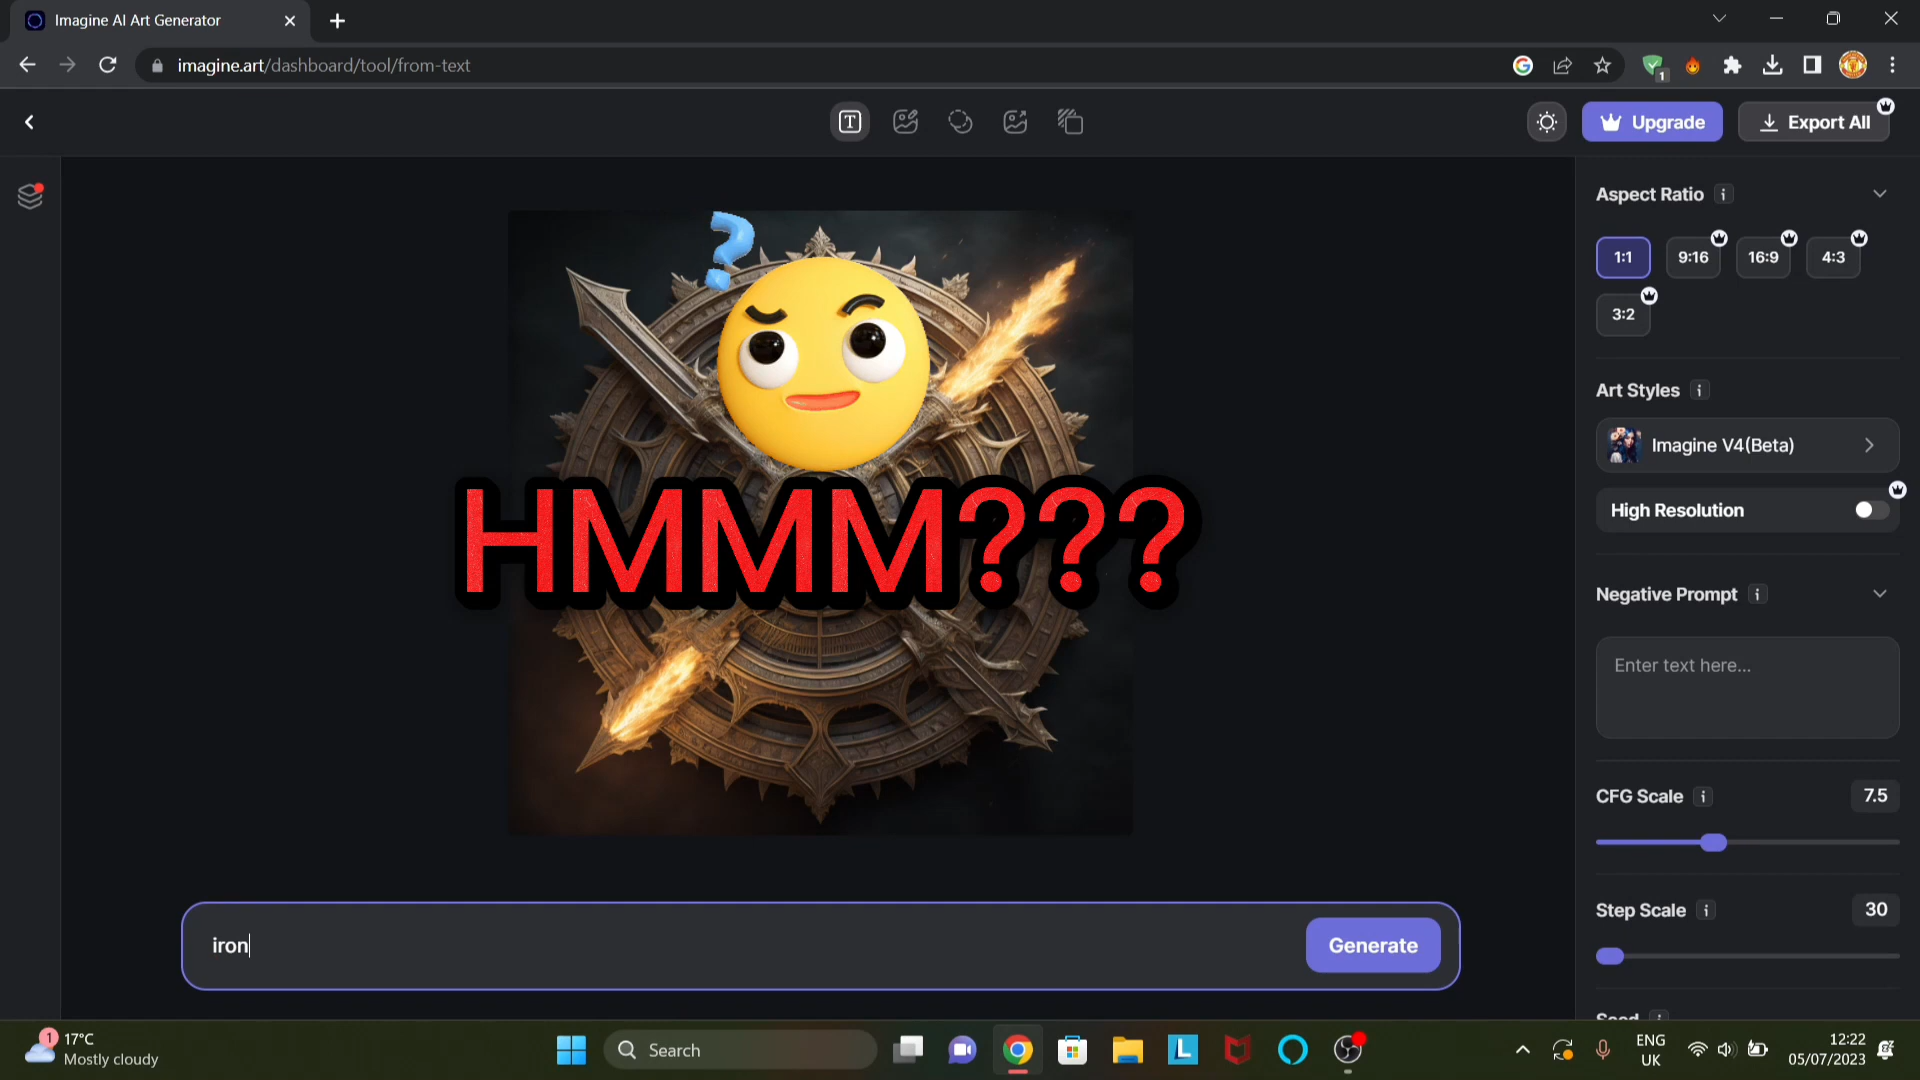 Imagine AI Art Generator
imagine.art/dashboard/tool/from-text
1
T
Upgrade
Export All
Aspect Ratio i
1:1 9:16 16:9 4:3
3:2
Art Styles i
Imagine V4(Beta)
High Resolution
Negative Prompt i
Enter text here...
CFG Scale i 7.5
Step Scale i 30
?
HMMM???
iron
Generate
1 17°C
Mostly cloudy
Search
L
ENG
UK
12:22
05/07/2023